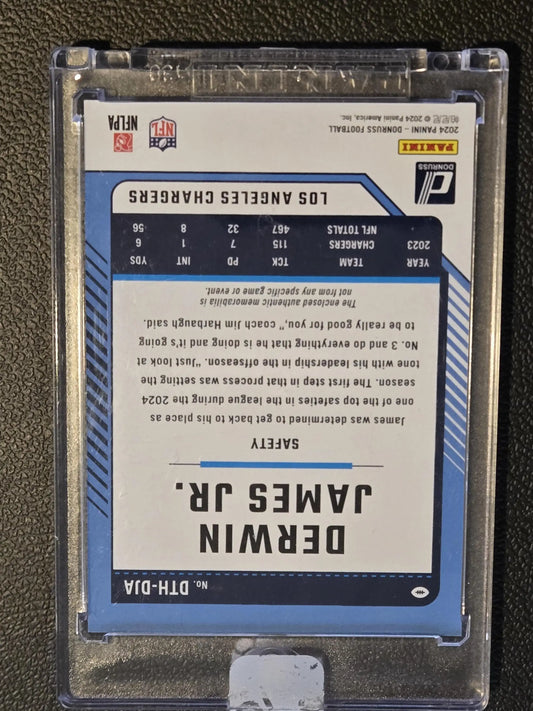 No. DTH-DJA
DERWIN
JAMES JR.
SAFETY
James was determined to get back to his place as
one of the top safeties in the league during the 2024
season. The first step in that process was setting the
tone with his leadership in the offseason. "Just look at
No. 3 and do everything that he is doing and it's going
to be really good for you," coach Jim Harbaugh said.
The enclosed authentic memorabilia is
not from any specific game or event.
YEAR TEAM TCK PD INT YDS
2023 CHARGERS 115 7 1 6
NFL TOTALS 467 32 8 56
LOS ANGELES CHARGERS
DONRUSS
PANINI
2024 PANINI – DONRUSS FOOTBALL
© 2024 Panini America, Inc.
NFL
NFLPA